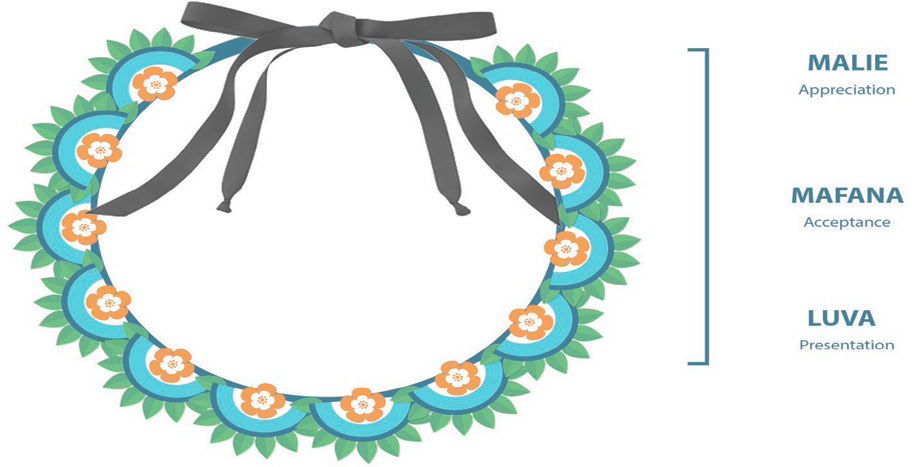 MALIE
Appreciation
MAFANA
Acceptance
LUVA
Presentation